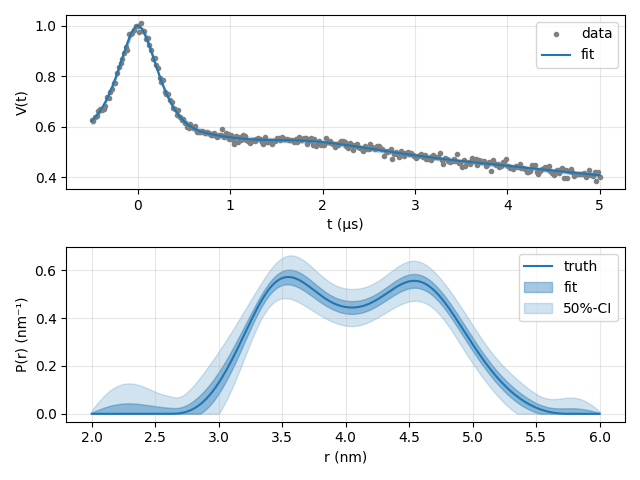 1.0
0.8
0.6
0.4
V(t)
data
fit
0 1 2 3 4 5
t (μs)
0.6
0.4
0.2
0.0
P(r) (nm⁻¹)
truth
fit
50%-CI
2.0 2.5 3.0 3.5 4.0 4.5 5.0 5.5 6.0
r (nm)